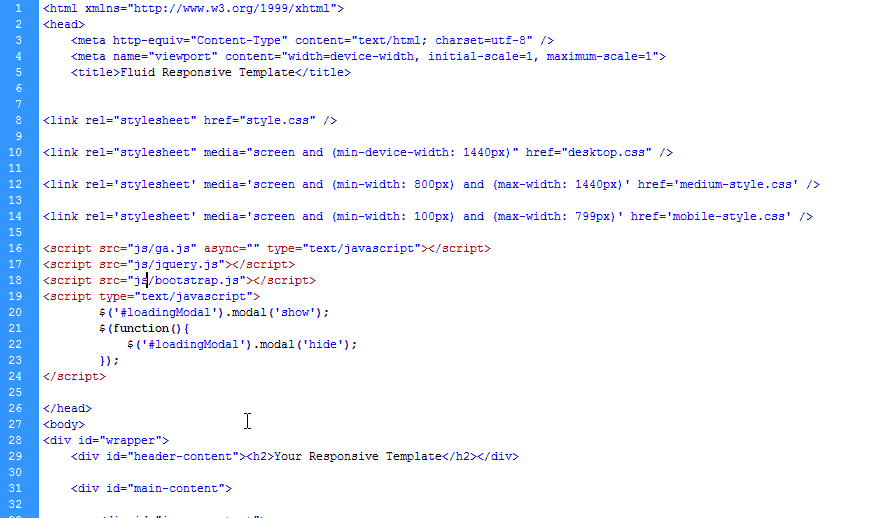 1 <html xmlns="http://www.w3.org/1999/xhtml">
2 <head>
3 <meta http-equiv="Content-Type" content="text/html; charset=utf-8" />
4 <meta name="viewport" content="width=device-width, initial-scale=1, maximum-scale=1">
5 <title>Fluid Responsive Template</title>
6
7
8 <link rel="stylesheet" href="style.css" />
9
10 <link rel="stylesheet" media="screen and (min-device-width: 1440px)" href="desktop.css" />
11
12 <link rel='stylesheet' media='screen and (min-width: 800px) and (max-width: 1440px)' href='medium-style.css' />
13
14 <link rel='stylesheet' media='screen and (min-width: 100px) and (max-width: 799px)' href='mobile-style.css' />
15
16 <script src="js/ga.js" async="" type="text/javascript"></script>
17 <script src="js/jquery.js"></script>
18 <script src="js/bootstrap.js"></script>
19 <script type="text/javascript">
20 $('#loadingModal').modal('show');
21 $(function(){
22 $('#loadingModal').modal('hide');
23 });
24 </script>
25
26 </head>
27 <body>
28 <div id="wrapper">
29 <div id="header-content"><h2>Your Responsive Template</h2></div>
30
31 <div id="main-content">
32